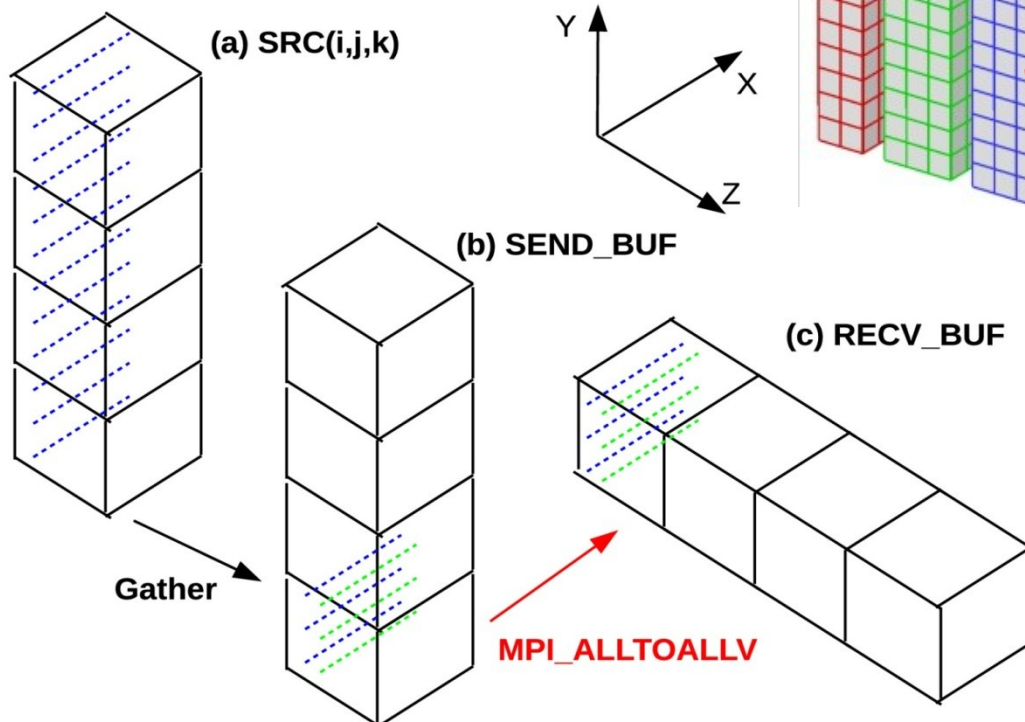 (a) SRC(i,j,k)
Y
X
Z
(b) SEND_BUF
(c) RECV_BUF
Gather
MPI_ALLTOALLV